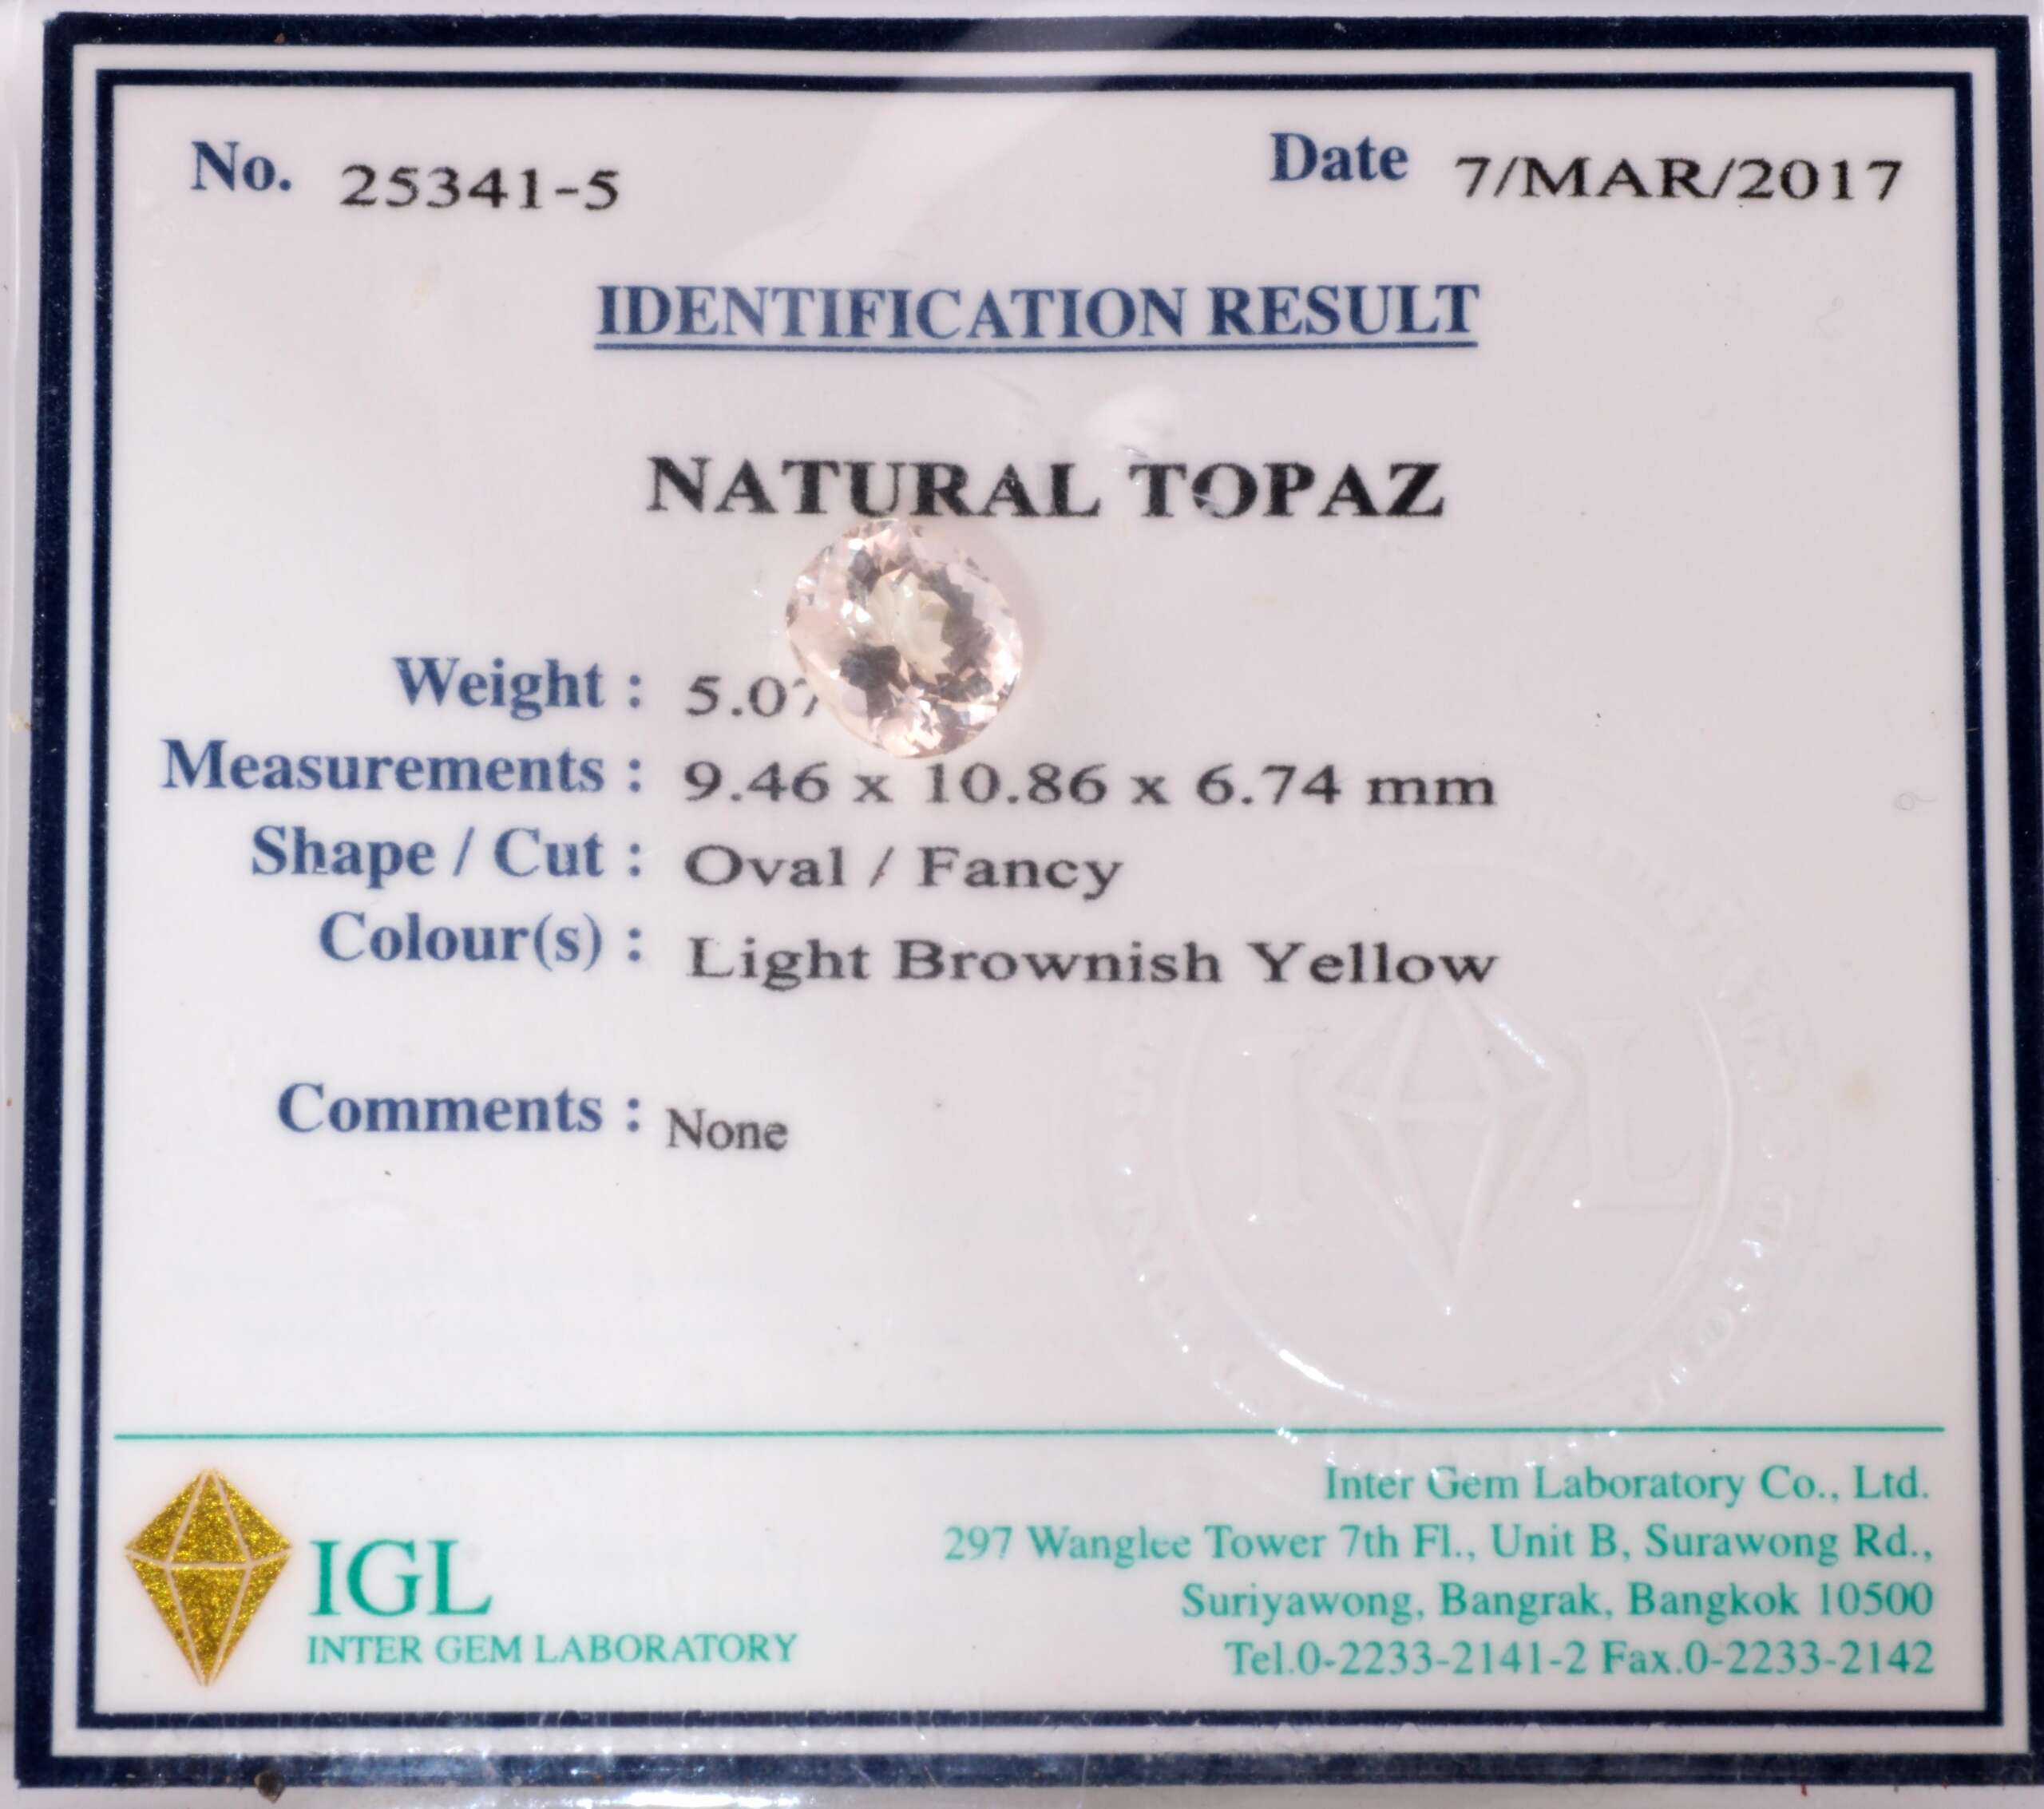 No. 25341-5 Date 7/MAR/2017
IDENTIFICATION RESULT
NATURAL TOPAZ
Weight : 5.07
Measurements : 9.46 x 10.86 x 6.74 mm
Shape / Cut : Oval / Fancy
Colour(s) : Light Brownish Yellow
Comments : None
I L
Inter Gem Laboratory Co., Ltd.
297 Wanglee Tower 7th Fl., Unit B, Surawong Rd.,
Suriyawong, Bangrak, Bangkok 10500
Tel.0-2233-2141-2 Fax.0-2233-2142
IGL
INTER GEM LABORATORY